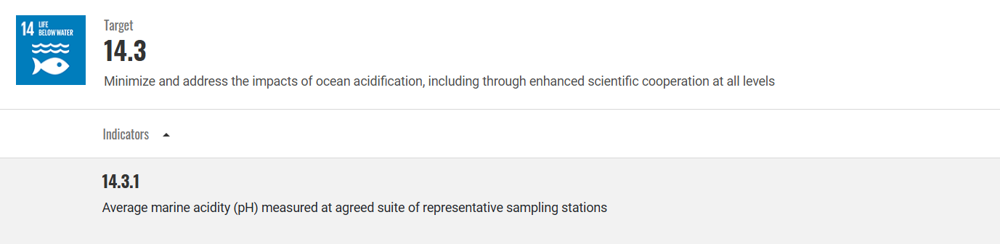 14 LIFE
BELOW WATER
Target
14.3
Minimize and address the impacts of ocean acidification, including through enhanced scientific cooperation at all levels
Indicators
14.3.1
Average marine acidity (pH) measured at agreed suite of representative sampling stations